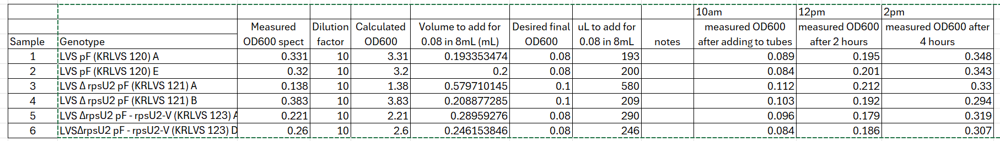 10am 12pm 2pm
Measured Dilution Calculated Volume to add for Desired final uL to add for measured OD600 measured OD600 measured OD600 after
Sample Genotype OD600 spect factor OD600 0.08 in 8mL (mL) OD600 0.08 in 8mL notes after adding to tubes after 2 hours 4 hours
1 LVS pF (KRLVS 120) A 0.331 10 3.31 0.193353474 0.08 193 0.089 0.195 0.348
2 LVS pF (KRLVS 120) E 0.32 10 3.2 0.2 0.08 200 0.084 0.201 0.343
3 LVS Δ rpsU2 pF (KRLVS 121) A 0.138 10 1.38 0.579710145 0.1 580 0.112 0.212 0.33
4 LVS Δ rpsU2 pF (KRLVS 121) B 0.383 10 3.83 0.208877285 0.1 209 0.103 0.192 0.294
5 LVS ΔrpsU2 pF - rpsU2-V (KRLVS 123) A 0.221 10 2.21 0.28959276 0.08 290 0.096 0.179 0.319
6 LVSΔrpsU2 pF - rpsU2-V (KRLVS 123) D 0.26 10 2.6 0.246153846 0.08 246 0.084 0.186 0.307